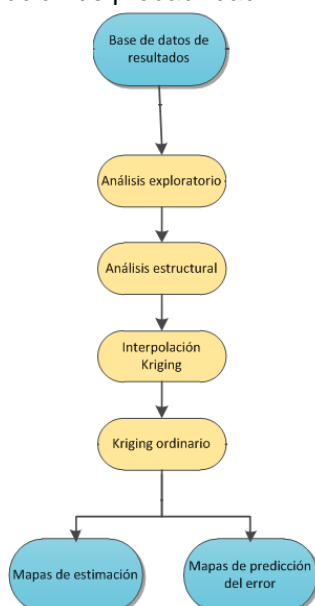 Base de datos de
resultados
Análisis exploratorio
Análisis estructural
Interpolación
Kriging
Kriging ordinario
Mapas de estimación
Mapas de predicción
del error